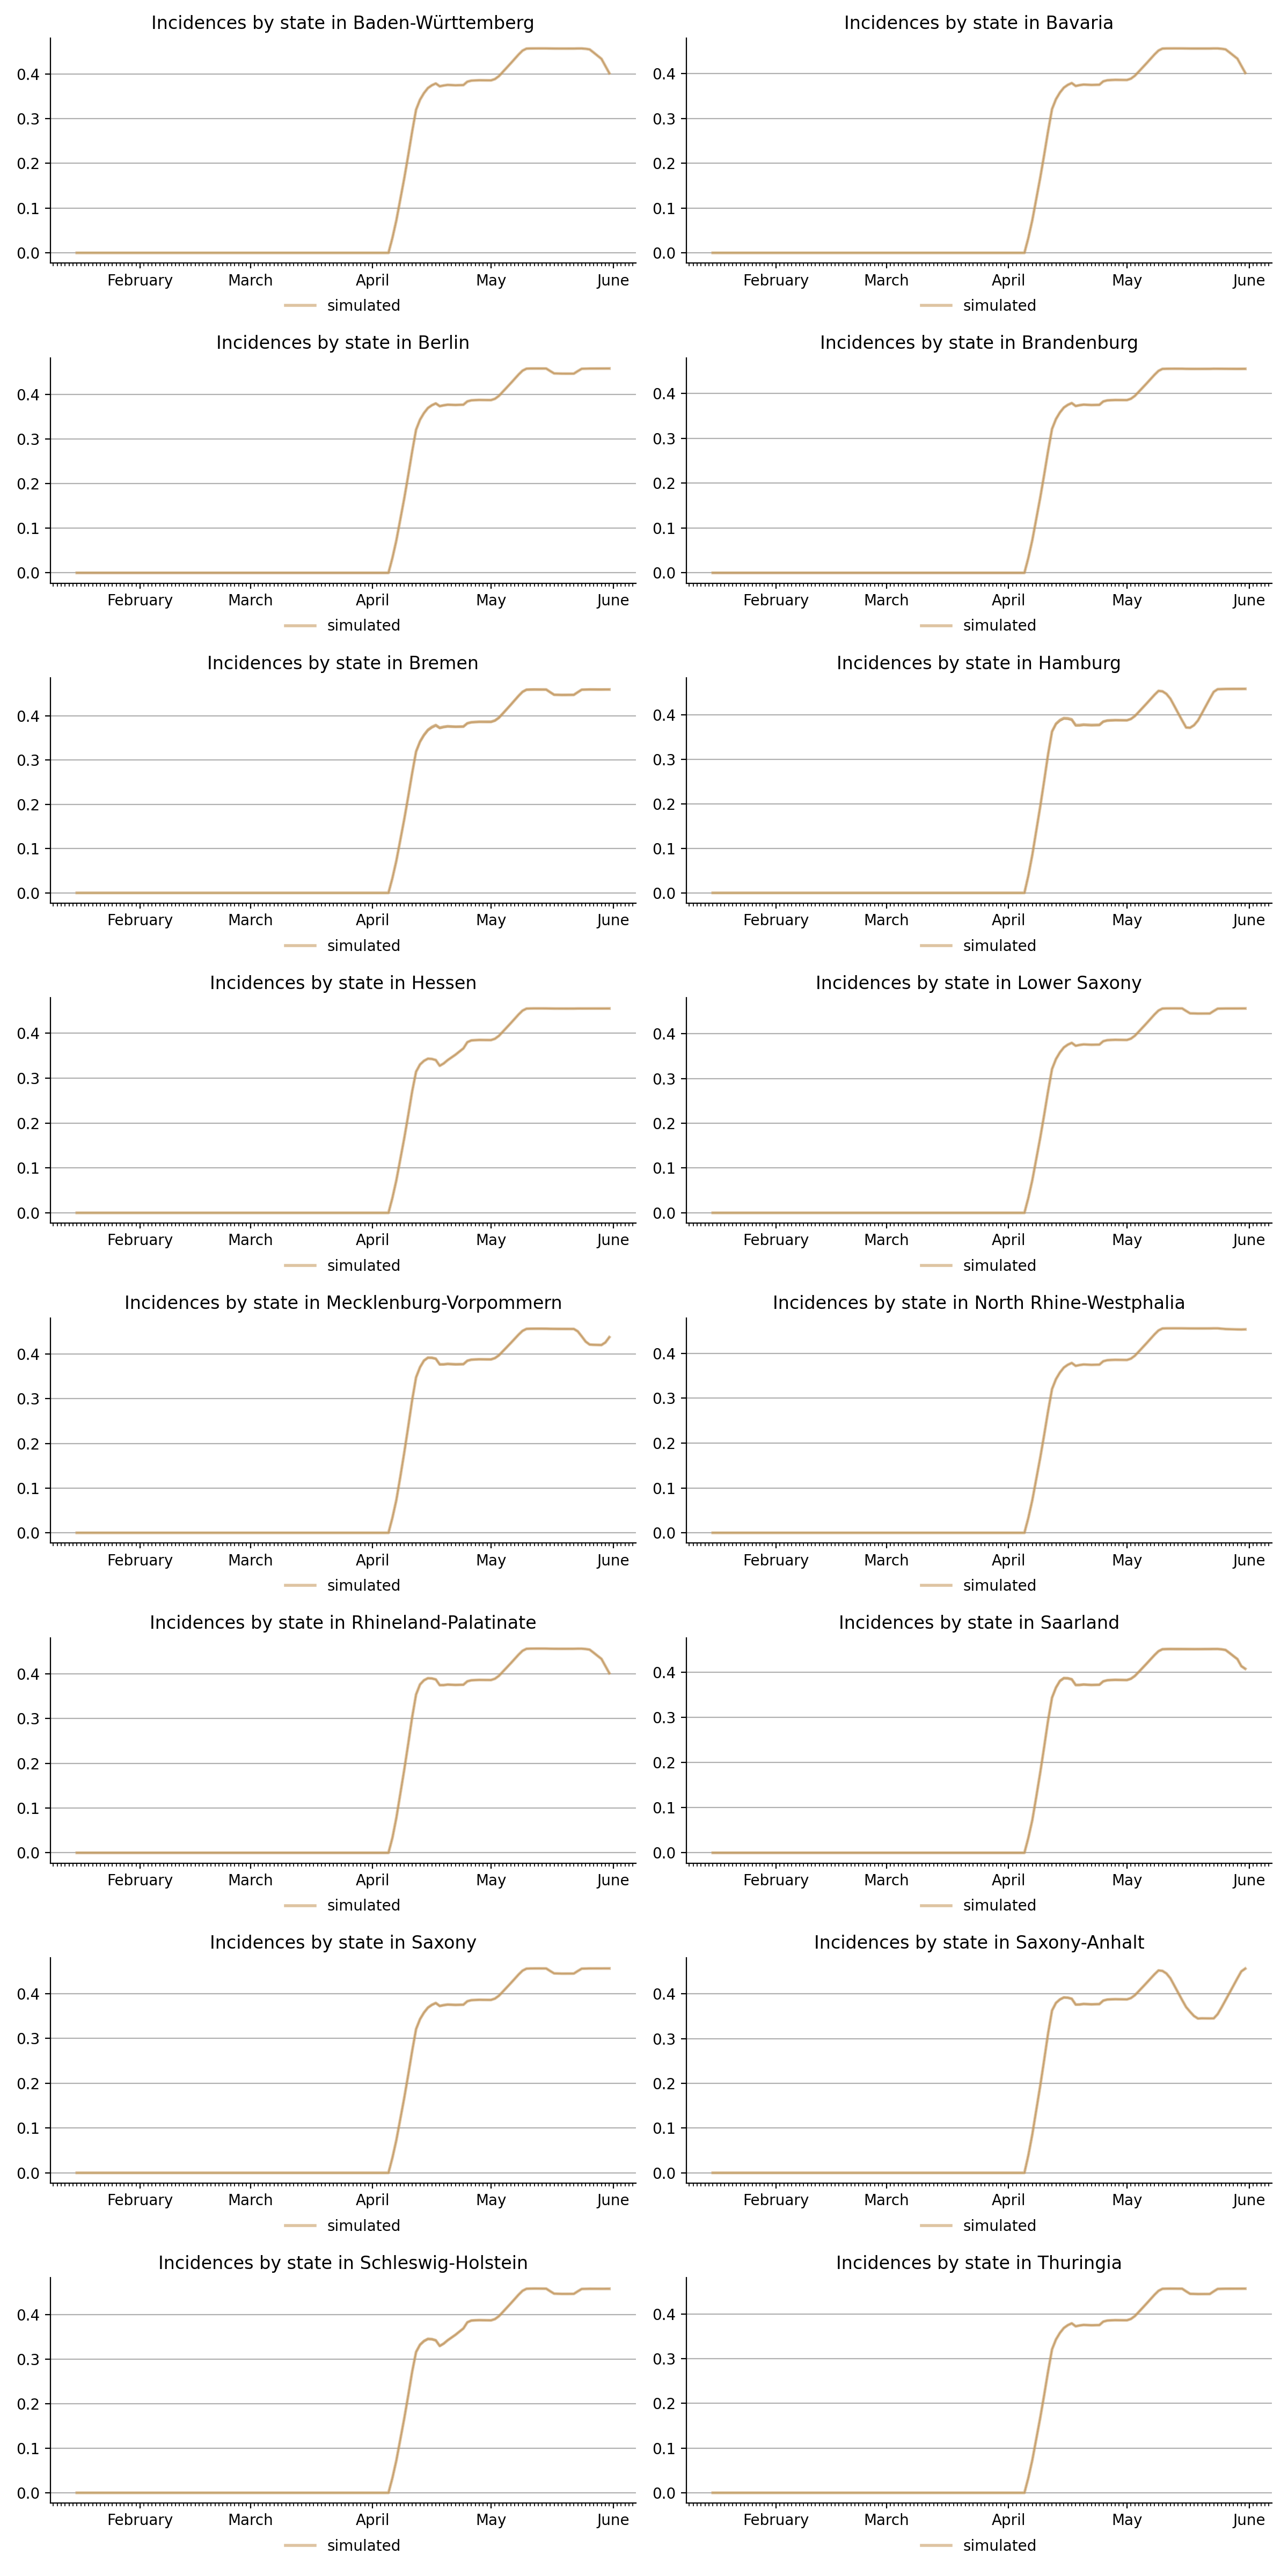 Incidences by state in Baden-Württemberg
0.4
0.3
0.2
0.1
0.0
February March April May June
simulated
Incidences by state in Bavaria
0.4
0.3
0.2
0.1
0.0
February March April May June
simulated
Incidences by state in Berlin
0.4
0.3
0.2
0.1
0.0
February March April May June
simulated
Incidences by state in Brandenburg
0.4
0.3
0.2
0.1
0.0
February March April May June
simulated
Incidences by state in Bremen
0.4
0.3
0.2
0.1
0.0
February March April May June
simulated
Incidences by state in Hamburg
0.4
0.3
0.2
0.1
0.0
February March April May June
simulated
Incidences by state in Hessen
0.4
0.3
0.2
0.1
0.0
February March April May June
simulated
Incidences by state in Lower Saxony
0.4
0.3
0.2
0.1
0.0
February March April May June
simulated
Incidences by state in Mecklenburg-Vorpommern
0.4
0.3
0.2
0.1
0.0
February March April May June
simulated
Incidences by state in North Rhine-Westphalia
0.4
0.3
0.2
0.1
0.0
February March April May June
simulated
Incidences by state in Rhineland-Palatinate
0.4
0.3
0.2
0.1
0.0
February March April May June
simulated
Incidences by state in Saarland
0.4
0.3
0.2
0.1
0.0
February March April May June
simulated
Incidences by state in Saxony
0.4
0.3
0.2
0.1
0.0
February March April May June
simulated
Incidences by state in Saxony-Anhalt
0.4
0.3
0.2
0.1
0.0
February March April May June
simulated
Incidences by state in Schleswig-Holstein
0.4
0.3
0.2
0.1
0.0
February March April May June
simulated
Incidences by state in Thuringia
0.4
0.3
0.2
0.1
0.0
February March April May June
simulated